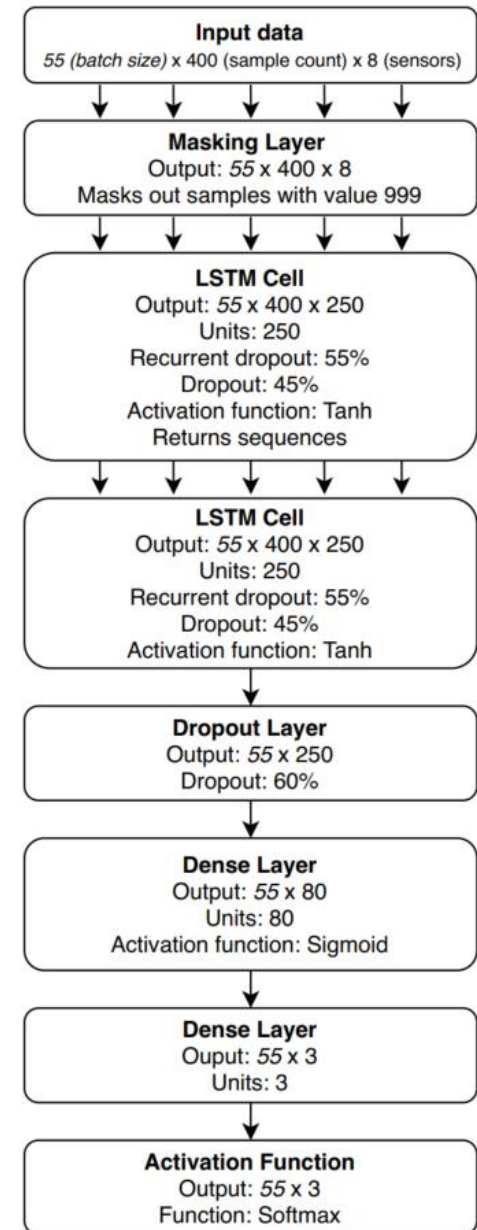 Input data
55 (batch size) x 400 (sample count) x 8 (sensors)
Masking Layer
Output: 55 x 400 x 8
Masks out samples with value 999
LSTM Cell
Output: 55 x 400 x 250
Units: 250
Recurrent dropout: 55%
Dropout: 45%
Activation function: Tanh
Returns sequences
LSTM Cell
Output: 55 x 400 x 250
Units: 250
Recurrent dropout: 55%
Dropout: 45%
Activation function: Tanh
Dropout Layer
Output: 55 x 250
Dropout: 60%
Dense Layer
Output: 55 x 80
Units: 80
Activation function: Sigmoid
Dense Layer
Ouput: 55 x 3
Units: 3
Activation Function
Output: 55 x 3
Function: Softmax